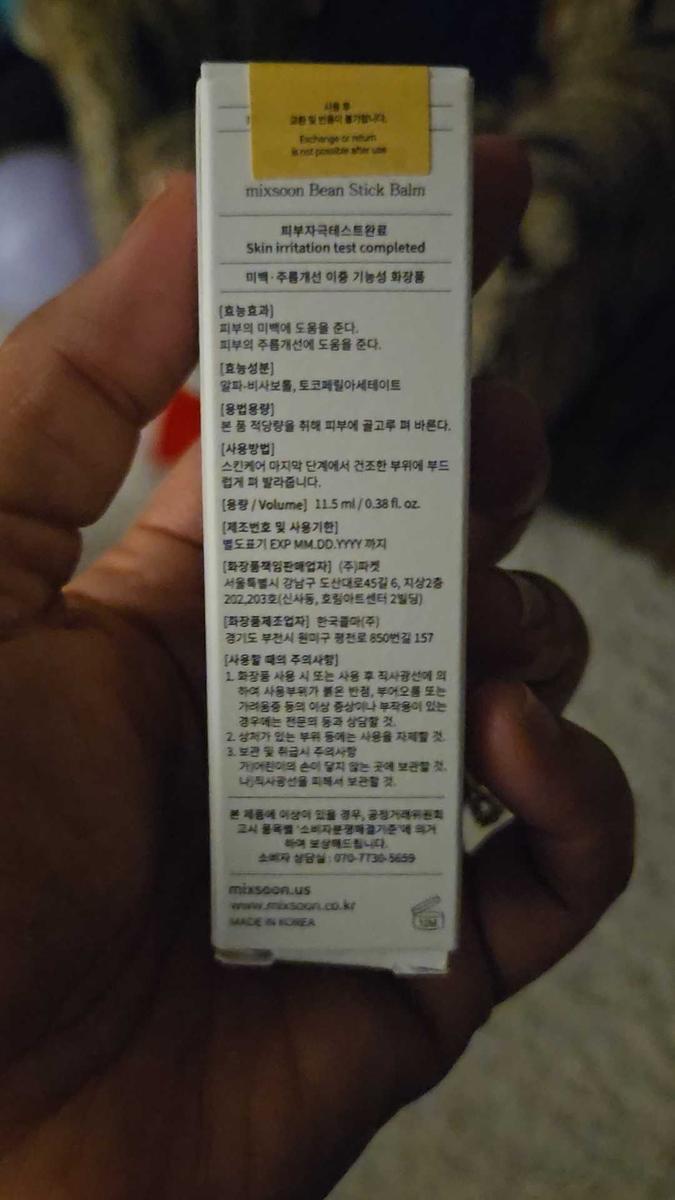 사용 후
교환 및 반품이 불가합니다.
Exchange or return
is not possible after use
mixsoon Bean Stick Balm
피부자극테스트완료
Skin irritation test completed
미백·주름개선 이중 기능성 화장품
[효능효과]
피부의 미백에 도움을 준다.
피부의 주름개선에 도움을 준다.
[효능성분]
알파-비사보롤, 토코페릴아세테이트
[용법용량]
본 품 적당량을 취해 피부에 골고루 펴 바른다.
[사용방법]
스킨케어 마지막 단계에서 건조한 부위에 부드
럽게 펴 발라줍니다.
[용량 / Volume] 11.5 ml / 0.38 fl. oz.
[제조번호 및 사용기한]
별도표기 EXP MM.DD.YYYY 까지
[화장품책임판매업자] (주)파켓
서울특별시 강남구 도산대로45길 6, 지상2층
202,203호(신사동, 호림아트센터 2빌딩)
[화장품제조업자] 한국콜마(주)
경기도 부천시 원미구 평천로 850번길 157
[사용할 때의 주의사항]
1. 화장품 사용 시 또는 사용 후 직사광선에 의
하여 사용부위가 붉은 반점, 부어오름 또는
가려움증 등의 이상 증상이나 부작용이 있는
경우에는 전문의 등과 상담할 것.
2. 상처가 있는 부위 등에는 사용을 자제할 것.
3. 보관 및 취급시 주의사항
가)어린이의 손이 닿지 않는 곳에 보관할 것.
나)직사광선을 피해서 보관할 것.
본 제품에 이상이 있을 경우, 공정거래위원회
고시 품목별 '소비자분쟁해결기준'에 의거
하여 보상해드립니다.
소비자 상담실 : 070-7730-5659
mixsoon.us
www.mixsoon.co.kr
MADE IN KOREA
12M